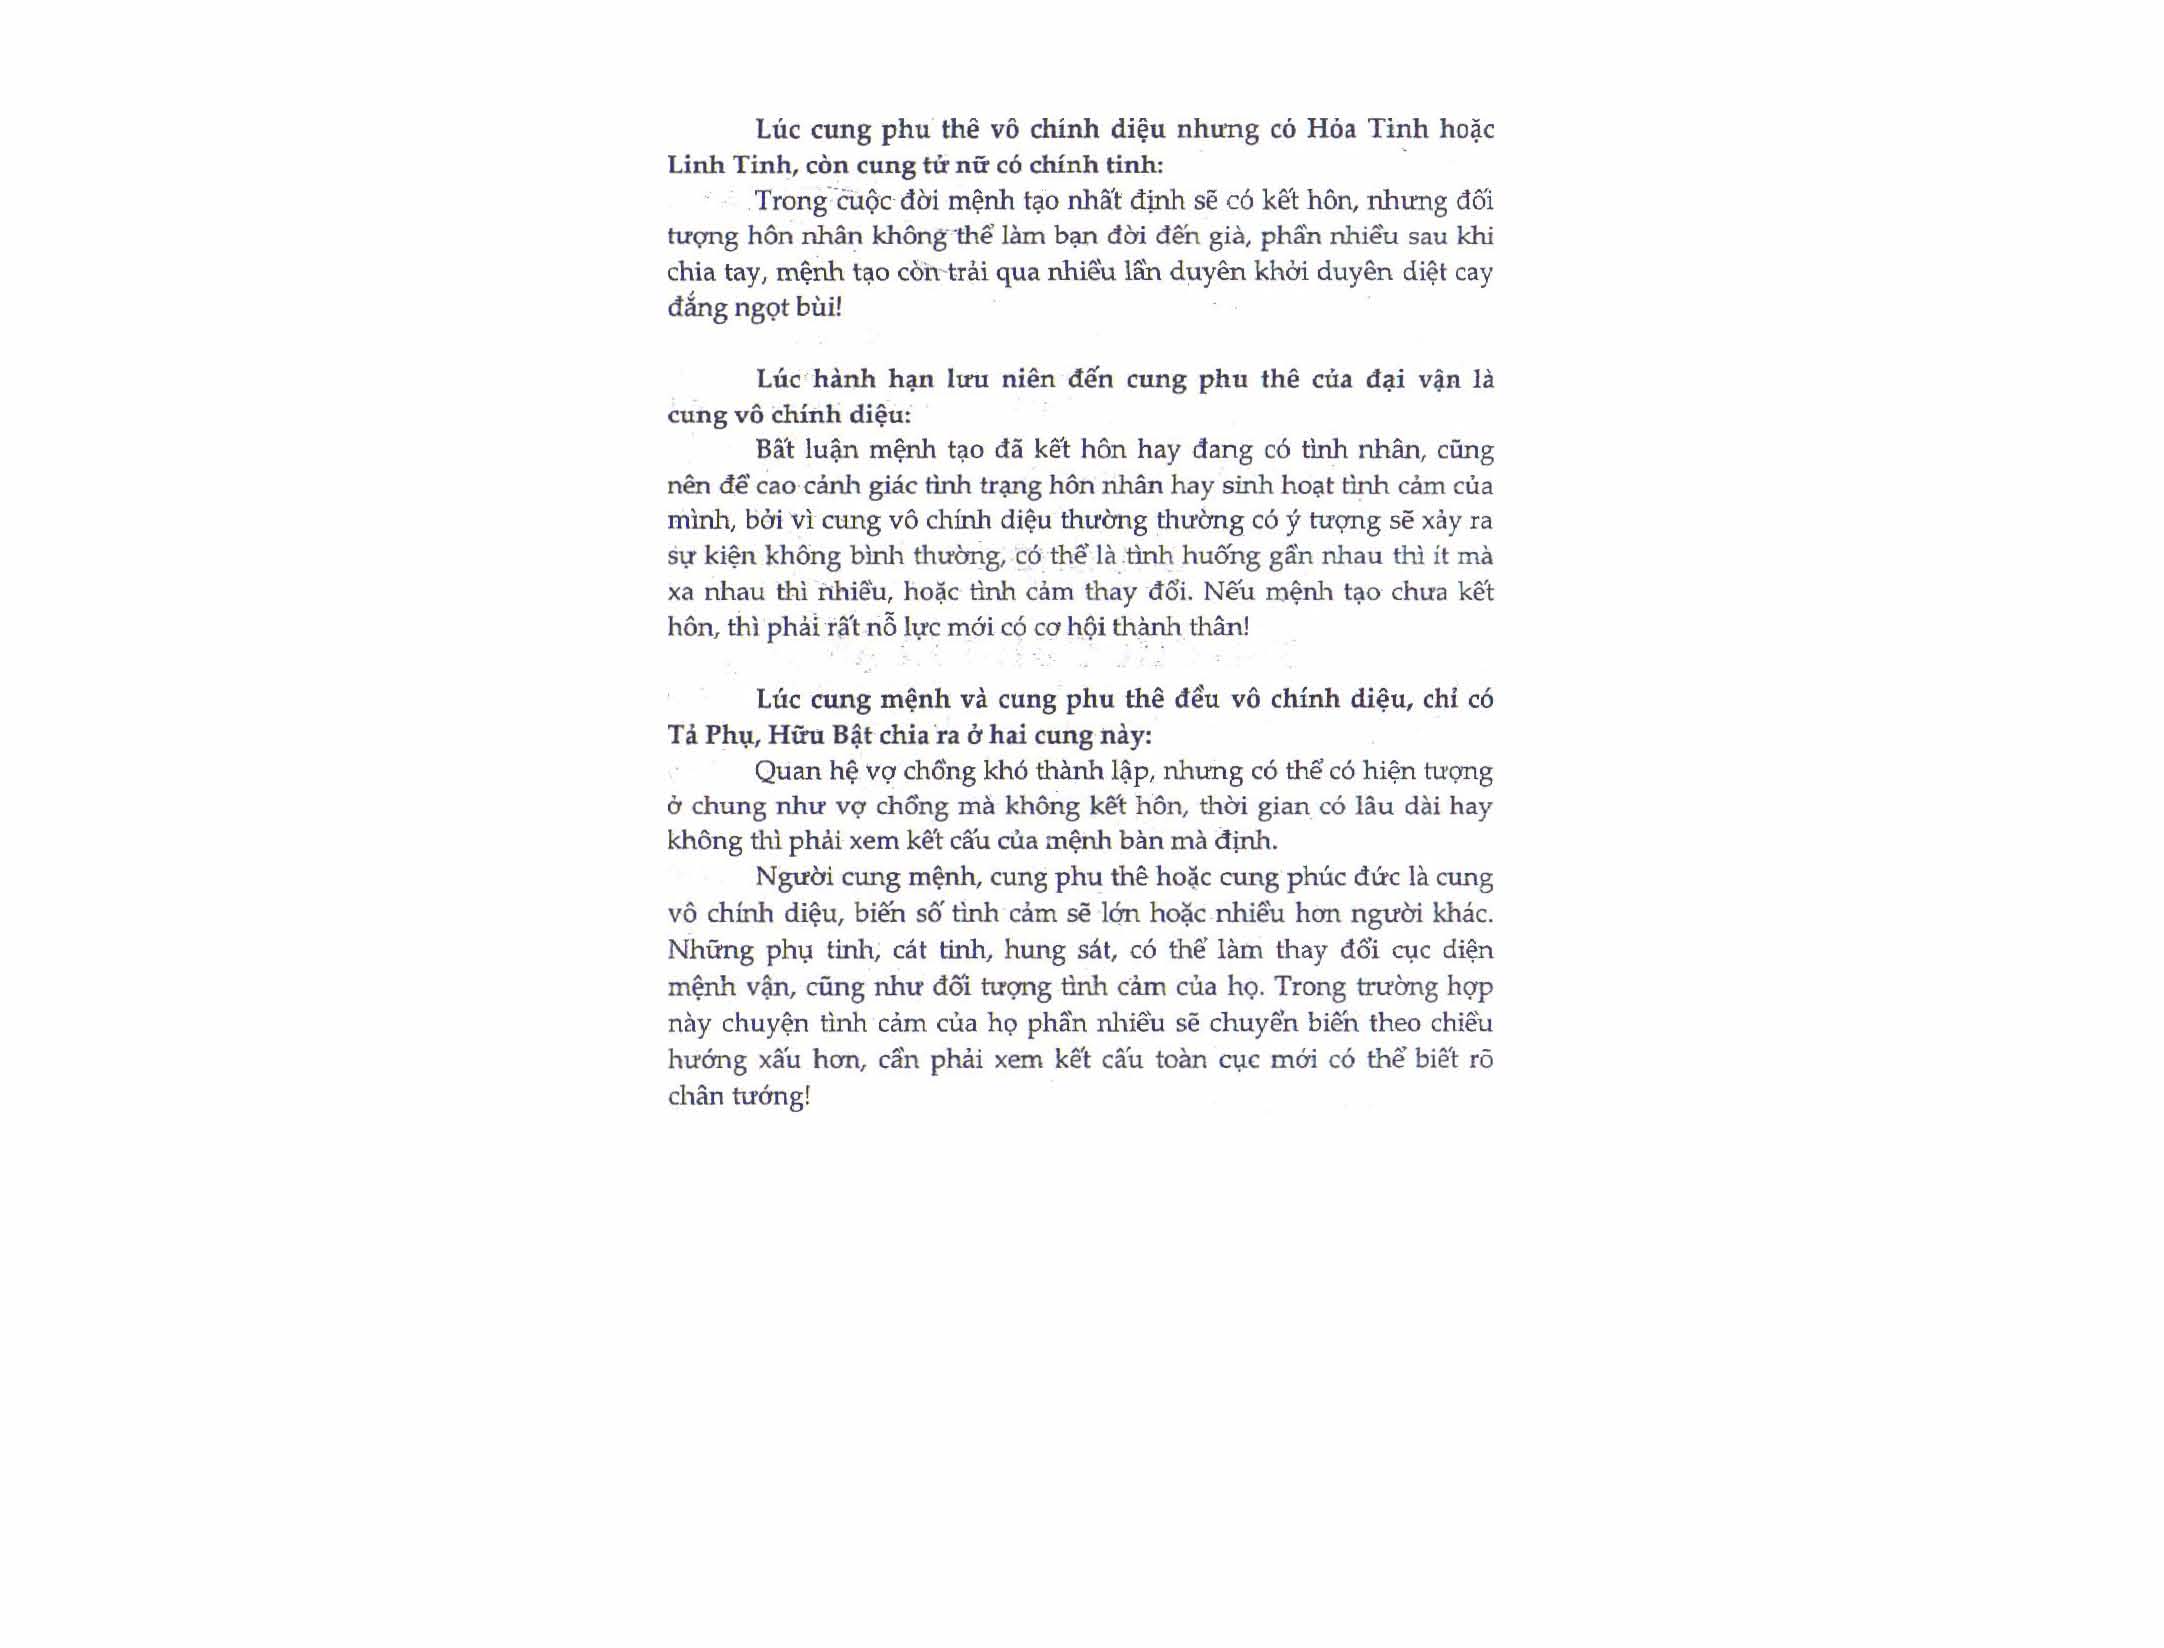 Lúc cung phu thê vô chính diệu nhưng có Hỏa Tinh hoặc
Linh Tinh, còn cung tử nữ có chính tinh:
Trong cuộc đời mệnh tạo nhất định sẽ có kết hôn, nhưng đối
tượng hôn nhân không thể làm bạn đời đến già, phần nhiều sau khi
chia tay, mệnh tạo còn trải qua nhiều lần duyên khởi duyên diệt cay
đắng ngọt bùi!
Lúc hành hạn lưu niên đến cung phu thê của đại vận là
cung vô chính diệu:
Bất luận mệnh tạo đã kết hôn hay đang có tình nhân, cũng
nên đề cao cảnh giác tình trạng hôn nhân hay sinh hoạt tình cảm của
mình, bởi vì cung vô chính diệu thường thường có ý tượng sẽ xảy ra
sự kiện không bình thường, có thể là tình huống gần nhau thì ít mà
xa nhau thì nhiều, hoặc tình cảm thay đổi. Nếu mệnh tạo chưa kết
hôn, thì phải rất nỗ lực mới có cơ hội thành thân!
Lúc cung mệnh và cung phu thê đều vô chính diệu, chỉ có
Tả Phụ, Hữu Bật chia ra ở hai cung này:
Quan hệ vợ chồng khó thành lập, nhưng có thể có hiện tượng
ở chung như vợ chồng mà không kết hôn, thời gian có lâu dài hay
không thì phải xem kết cấu của mệnh bàn mà định.
Người cung mệnh, cung phu thê hoặc cung phúc đức là cung
vô chính diệu, biến số tình cảm sẽ lớn hoặc nhiều hơn người khác.
Những phụ tinh, cát tinh, hung sát, có thể làm thay đổi cục diện
mệnh vận, cũng như đối tượng tình cảm của họ. Trong trường hợp
này chuyện tình cảm của họ phần nhiều sẽ chuyển biến theo chiều
hướng xấu hơn, cần phải xem kết cấu toàn cục mới có thể biết rõ
chân tướng!